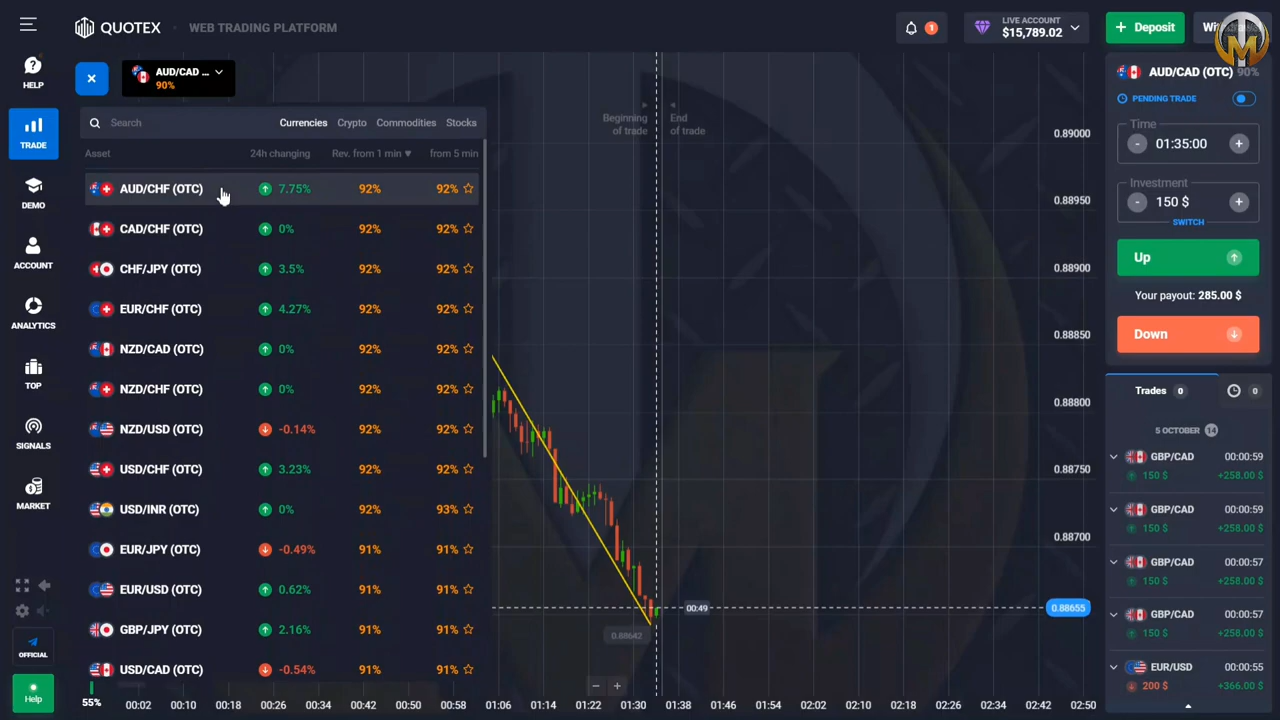 QUOTEX
WEB TRADING PLATFORM
1
LIVE ACCOUNT
$15,789.02
+ Deposit
HELP
TRADE
DEMO
ACCOUNT
ANALYTICS
TOP
SIGNALS
MARKET
OFFICIAL
Help
AUD/CAD ...
90%
Search
Currencies Crypto Commodities Stocks
Asset 24h changing Rev. from 1 min ▼ from 5 min
AUD/CHF (OTC) 7.75% 92% 92%
CAD/CHF (OTC) 0% 92% 92%
CHF/JPY (OTC) 3.5% 92% 92%
EUR/CHF (OTC) 4.27% 92% 92%
NZD/CAD (OTC) 0% 92% 92%
NZD/CHF (OTC) 0% 92% 92%
NZD/USD (OTC) -0.14% 92% 92%
USD/CHF (OTC) 3.23% 92% 92%
USD/INR (OTC) 0% 92% 93%
EUR/JPY (OTC) -0.49% 91% 91%
EUR/USD (OTC) 0.62% 91% 91%
GBP/JPY (OTC) 2.16% 91% 91%
USD/CAD (OTC) -0.54% 91% 91%
55%
Beginning
of trade
End
of trade
00:49
0.88642
0.89000
0.88950
0.88900
0.88850
0.88800
0.88750
0.88700
0.88655
00:02 00:10 00:18 00:26 00:34 00:42 00:50 01:06 01:14 01:22 01:30 01:38 01:46 01:54 02:02 02:10 02:18 02:26 02:34 02:42 02:50
AUD/CAD (OTC) 90%
PENDING TRADE
Time
- 01:35:00 +
Investment
- 150 $ +
SWITCH
Up
Your payout: 285.00 $
Down
Trades 0 0
5 OCTOBER 14
GBP/CAD 00:00:59
150 $ +258.00 $
GBP/CAD 00:00:59
150 $ +258.00 $
GBP/CAD 00:00:57
150 $ +258.00 $
GBP/CAD 00:00:57
150 $ +258.00 $
EUR/USD 00:00:55
200 $ +366.00 $